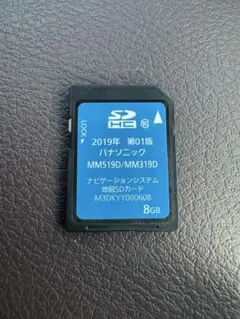 LOCK
SD
HC
10
2019年 第01版
パナソニック
MM519D/MM319D
ナビゲーションシステム
地図SDカード
M3DKYY000608
8GB